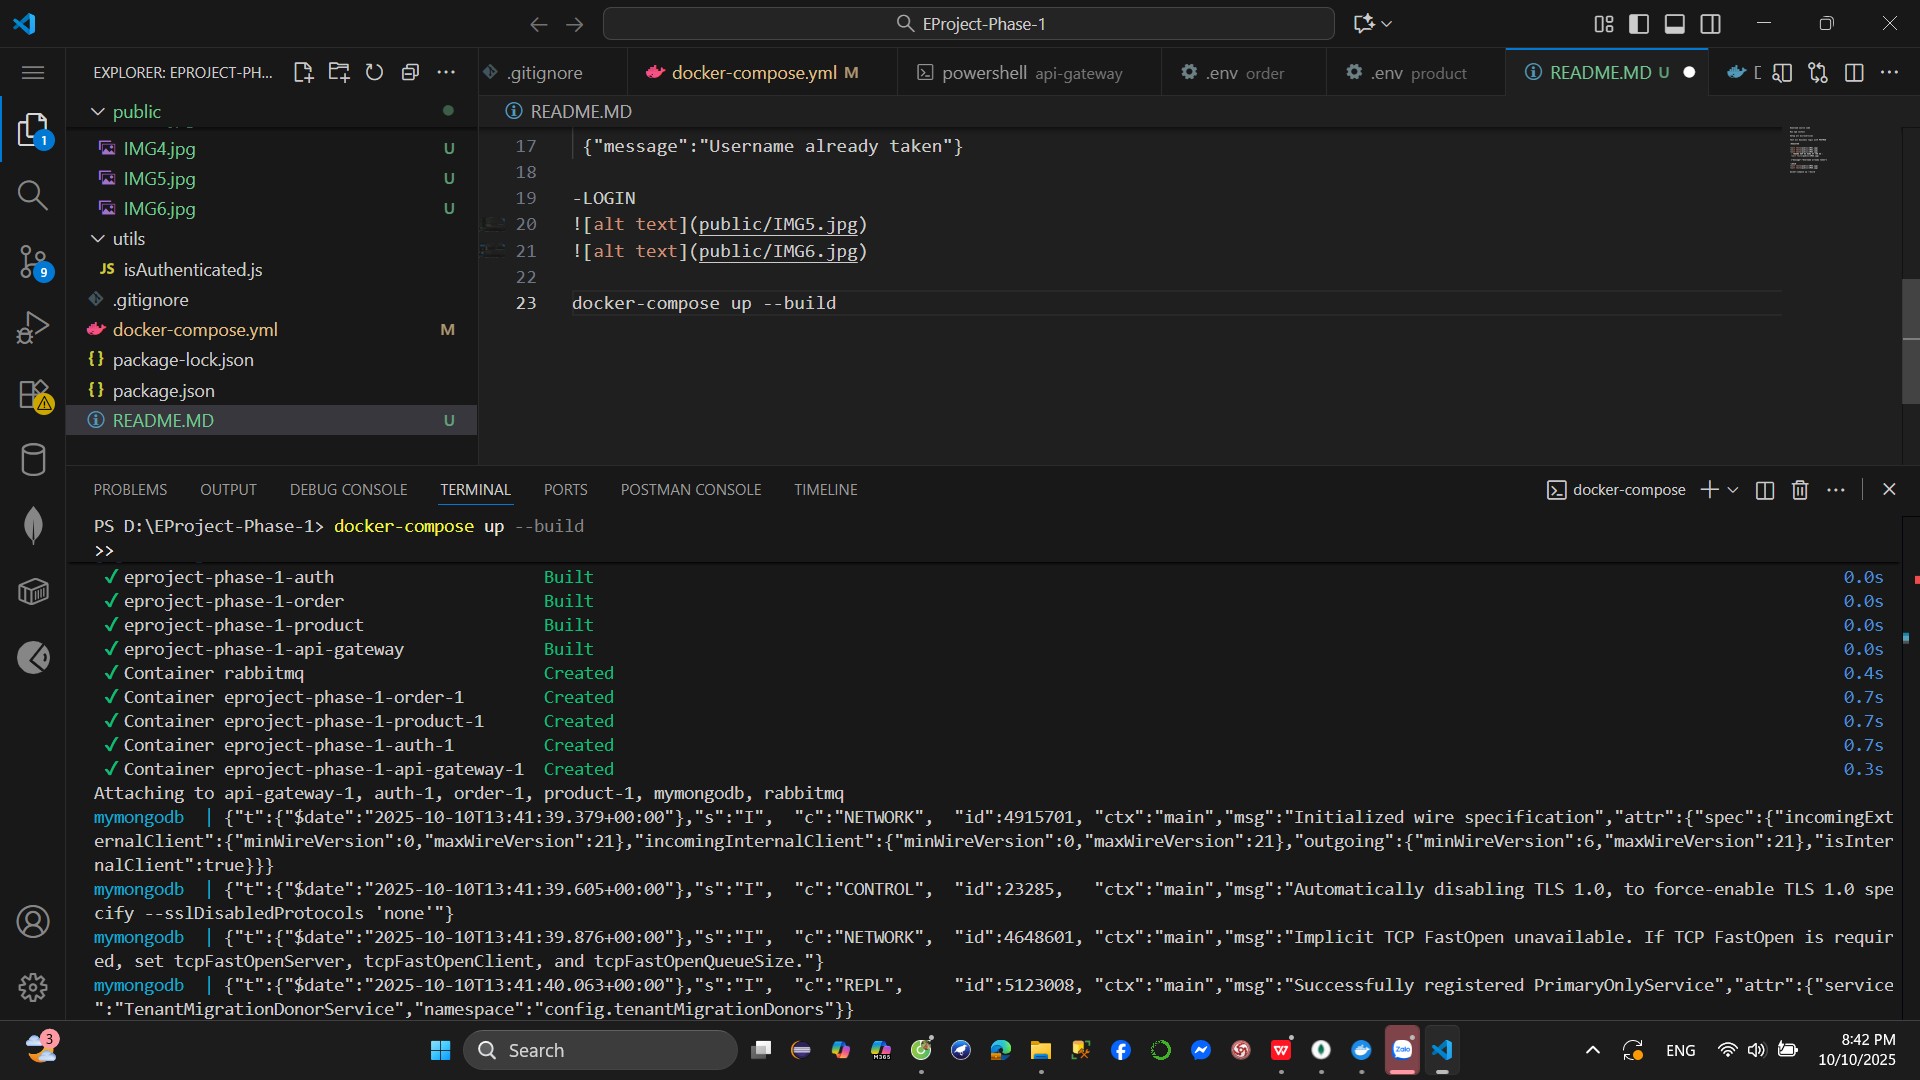 EProject-Phase-1
EXPLORER: EPROJECT-PH...
.gitignore
docker-compose.yml M
powershell api-gateway
.env order
.env product
README.MD U
public
IMG4.jpg U
IMG5.jpg U
IMG6.jpg U
utils
JS isAuthenticated.js
.gitignore
docker-compose.yml M
{} package-lock.json
{} package.json
README.MD U
1
9
README.MD
17 {"message":"Username already taken"}
18
19 -LOGIN
20 ![alt text](public/IMG5.jpg)
21 ![alt text](public/IMG6.jpg)
22
23 docker-compose up --build
PROBLEMS OUTPUT DEBUG CONSOLE TERMINAL PORTS POSTMAN CONSOLE TIMELINE
docker-compose
PS D:\EProject-Phase-1> docker-compose up --build
>>
✓ eproject-phase-1-auth Built 0.0s
✓ eproject-phase-1-order Built 0.0s
✓ eproject-phase-1-product Built 0.0s
✓ eproject-phase-1-api-gateway Built 0.0s
✓ Container rabbitmq Created 0.4s
✓ Container eproject-phase-1-order-1 Created 0.7s
✓ Container eproject-phase-1-product-1 Created 0.7s
✓ Container eproject-phase-1-auth-1 Created 0.7s
✓ Container eproject-phase-1-api-gateway-1 Created 0.3s
Attaching to api-gateway-1, auth-1, order-1, product-1, mymongodb, rabbitmq
mymongodb | {"t":{"$date":"2025-10-10T13:41:39.379+00:00"},"s":"I", "c":"NETWORK", "id":4915701, "ctx":"main","msg":"Initialized wire specification","attr":{"spec":{"incomingExt
ernalClient":{"minWireVersion":0,"maxWireVersion":21},"incomingInternalClient":{"minWireVersion":0,"maxWireVersion":21},"outgoing":{"minWireVersion":6,"maxWireVersion":21},"isInter
nalClient":true}}}
mymongodb | {"t":{"$date":"2025-10-10T13:41:39.605+00:00"},"s":"I", "c":"CONTROL", "id":23285, "ctx":"main","msg":"Automatically disabling TLS 1.0, to force-enable TLS 1.0 spe
cify --sslDisabledProtocols 'none'"}
mymongodb | {"t":{"$date":"2025-10-10T13:41:39.876+00:00"},"s":"I", "c":"NETWORK", "id":4648601, "ctx":"main","msg":"Implicit TCP FastOpen unavailable. If TCP FastOpen is requir
ed, set tcpFastOpenServer, tcpFastOpenClient, and tcpFastOpenQueueSize."}
mymongodb | {"t":{"$date":"2025-10-10T13:41:40.063+00:00"},"s":"I", "c":"REPL", "id":5123008, "ctx":"main","msg":"Successfully registered PrimaryOnlyService","attr":{"service
":"TenantMigrationDonorService","namespace":"config.tenantMigrationDonors"}}
3
Search
M365
Zalo
ENG
8:42 PM
10/10/2025